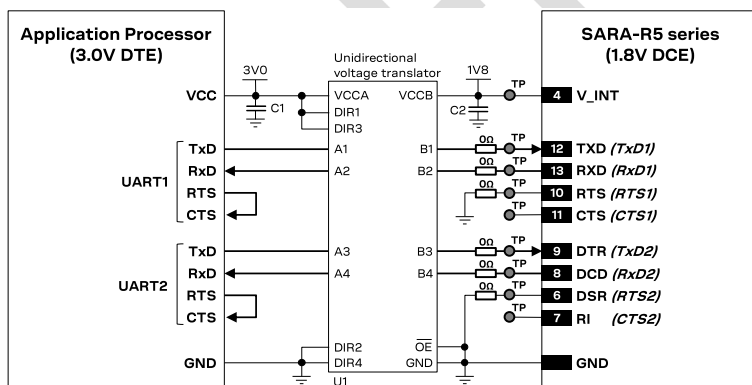 Application Processor
(3.0V DTE)
SARA-R5 series
(1.8V DCE)
Unidirectional
voltage translator
3V0
1V8
TP
VCC
C1
VCCA
VCCB
C2
4
V_INT
DIR1
DIR3
0Ω
TP
TxD
A1
B1
12
TXD (TxD1)
0Ω
TP
UART1
RxD
A2
B2
13
RXD (RxD1)
0Ω
TP
RTS
10
RTS (RTS1)
TP
CTS
11
CTS (CTS1)
0Ω
TP
TxD
A3
B3
9
DTR (TxD2)
0Ω
TP
UART2
RxD
A4
B4
8
DCD (RxD2)
0Ω
TP
RTS
6
DSR (RTS2)
TP
CTS
7
RI (CTS2)
DIR2
OE
GND
DIR4
GND
GND
U1